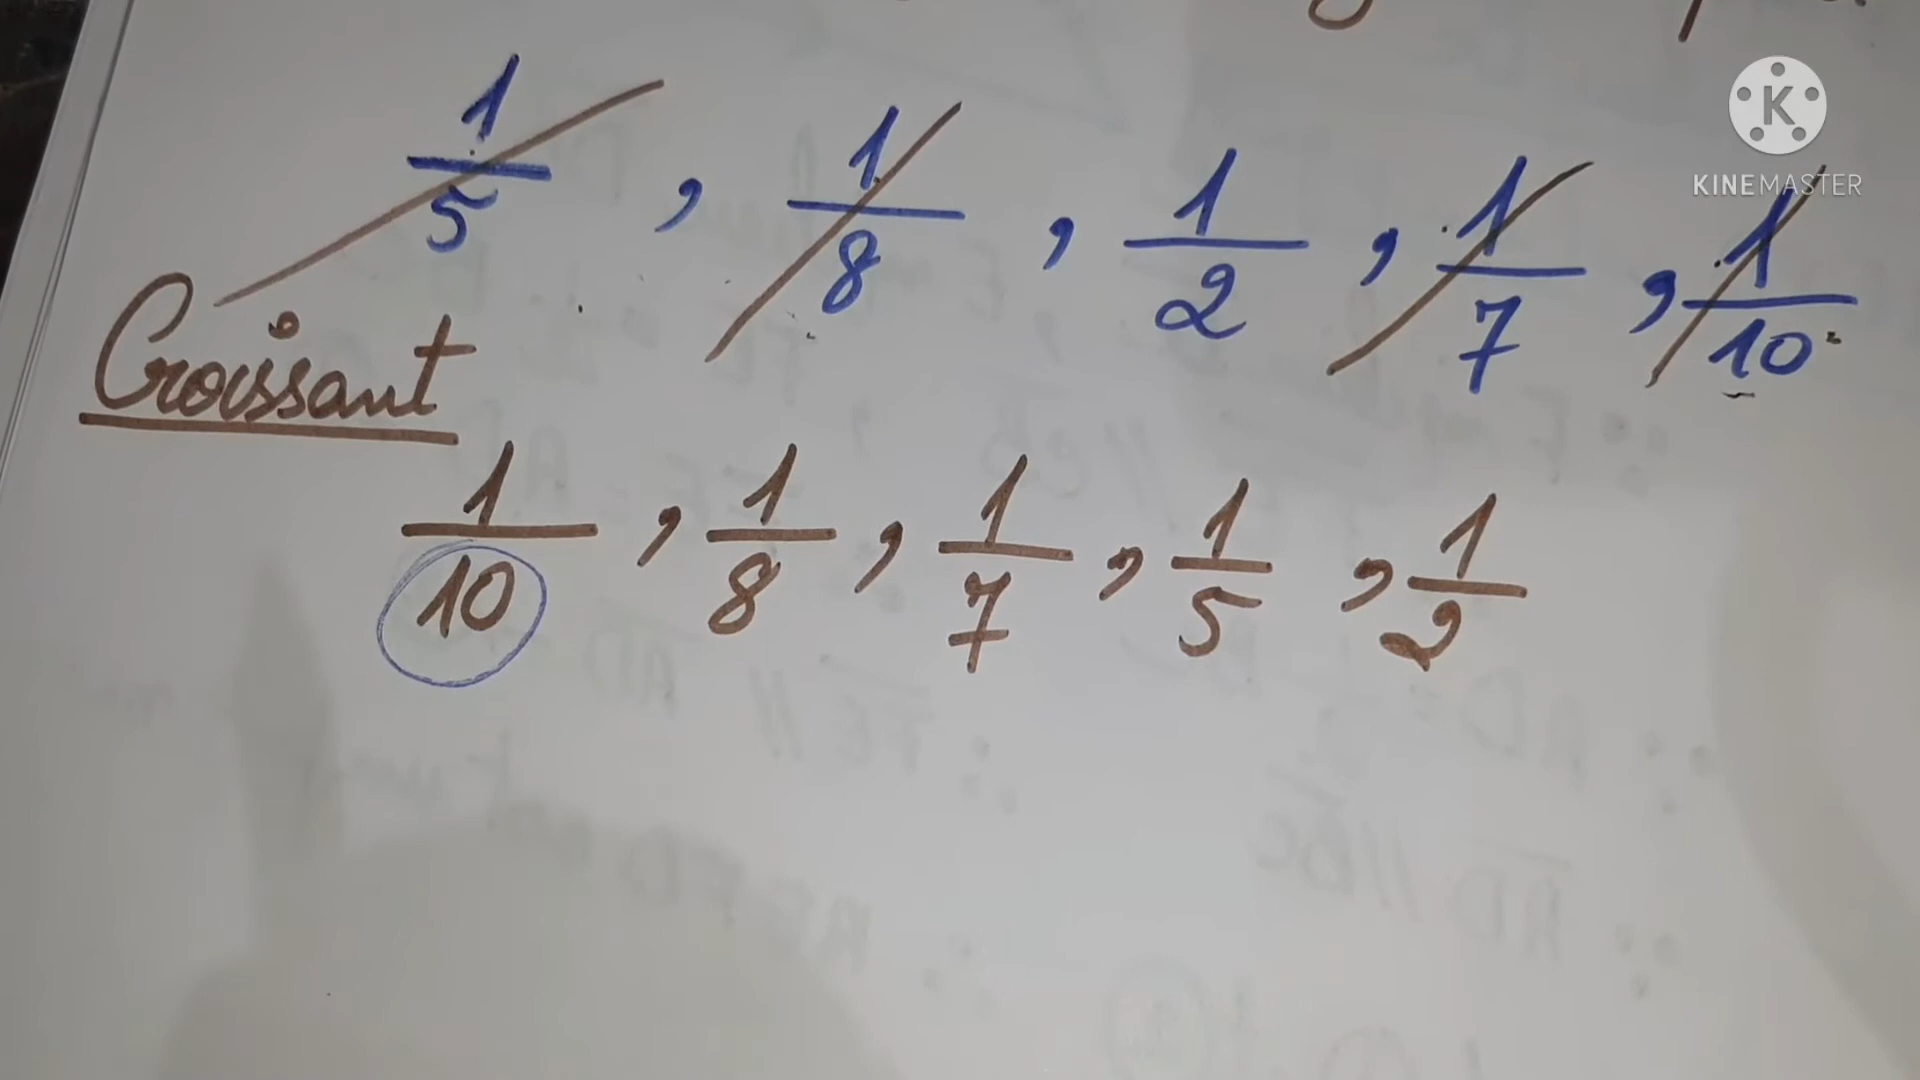 1/5 , 1/8 , 1/2 , 1/7 , 1/10
KINEMASTER
Croissant
1/10 , 1/8 , 1/7 , 1/5 , 1/2